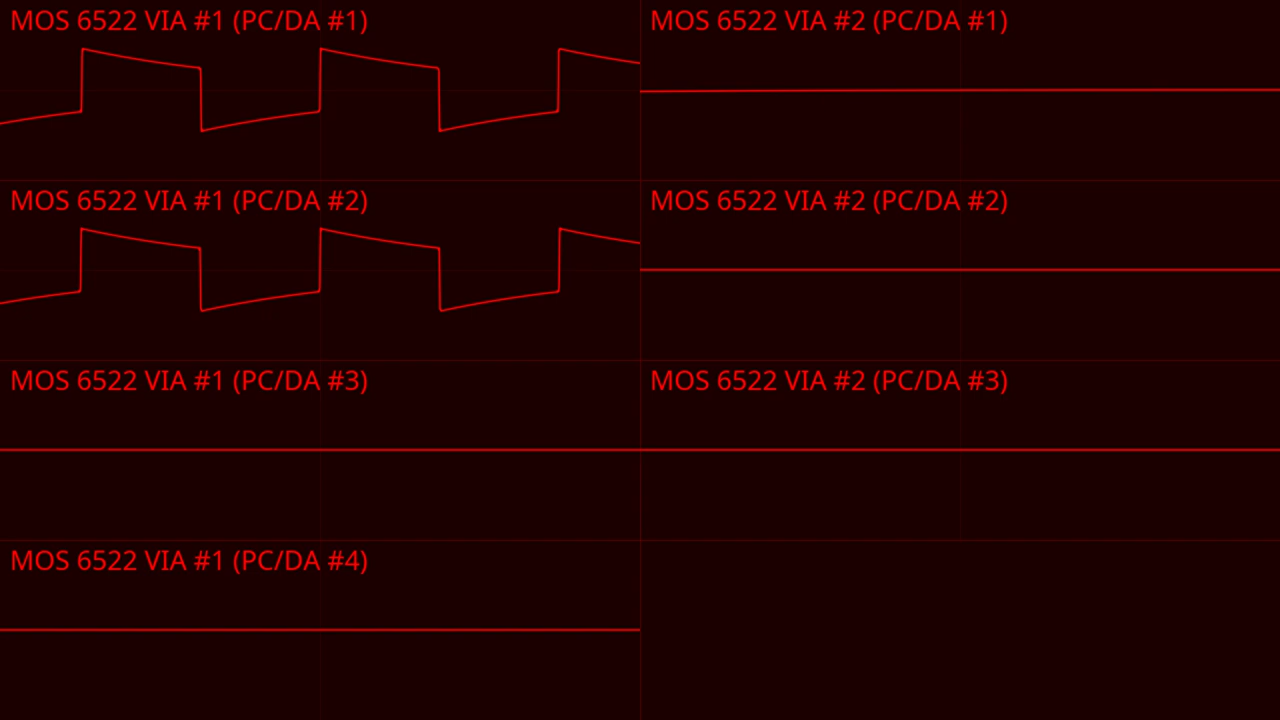 MOS 6522 VIA #1 (PC/DA #1)
MOS 6522 VIA #2 (PC/DA #1)
MOS 6522 VIA #1 (PC/DA #2)
MOS 6522 VIA #2 (PC/DA #2)
MOS 6522 VIA #1 (PC/DA #3)
MOS 6522 VIA #2 (PC/DA #3)
MOS 6522 VIA #1 (PC/DA #4)